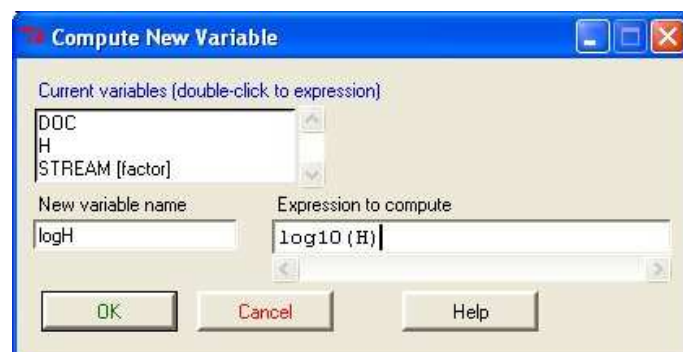 Compute New Variable
Current variables (double-click to expression)
DOC
H
STREAM [factor]
New variable name
Expression to compute
logH
log10(H)
OK
Cancel
Help